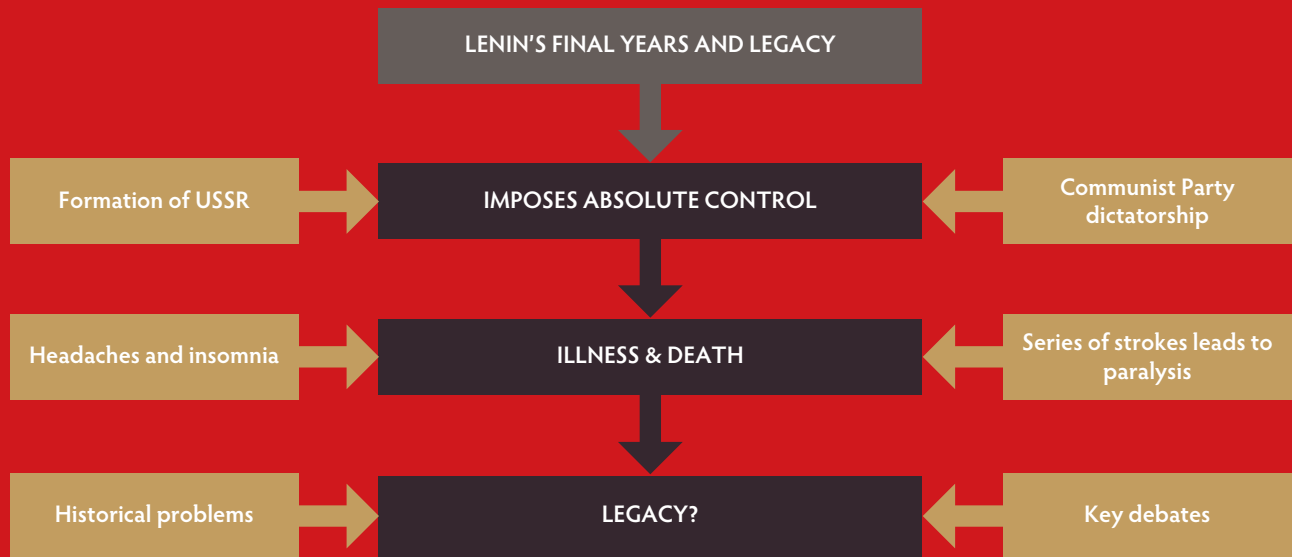 LENIN'S FINAL YEARS AND LEGACY
Formation of USSR
IMPOSES ABSOLUTE CONTROL
Communist Party
dictatorship
Headaches and insomnia
ILLNESS & DEATH
Series of strokes leads to
paralysis
Historical problems
LEGACY?
Key debates